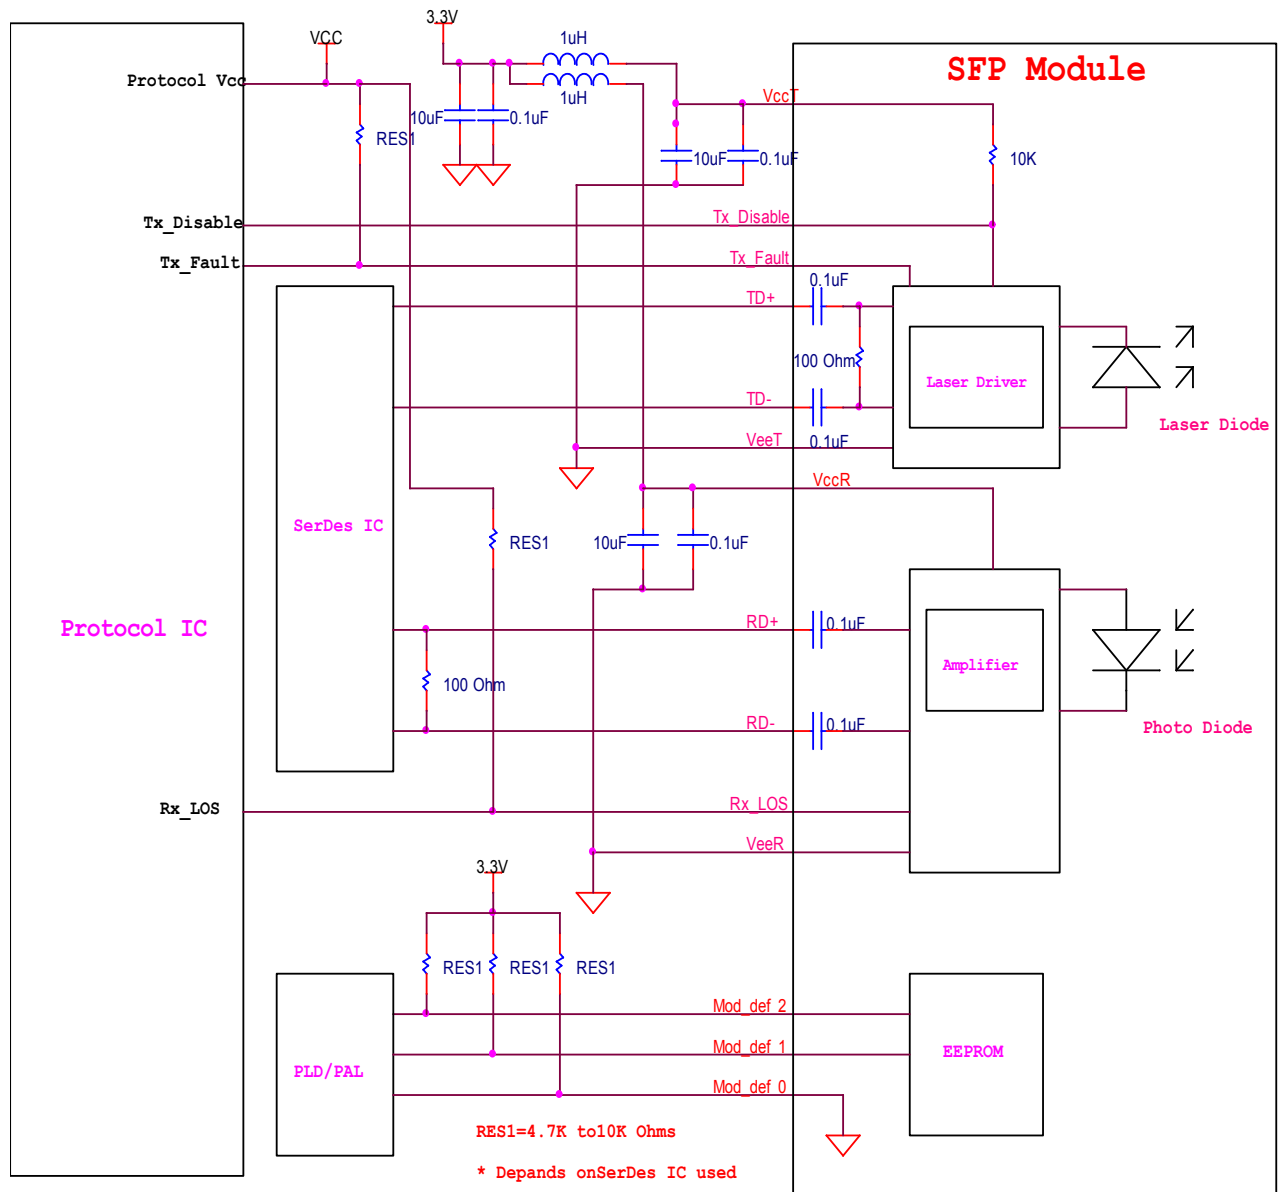 3.3V
VCC
1uH
SFP Module
Protocol Vcc
1uH
VccT
10uF
0.1uF
RES1
10uF
0.1uF
10K
Tx_Disable
Tx_Disable
Tx_Fault
Tx_Fault
0.1uF
TD+
100 Ohm
Laser Driver
TD-
Laser Diode
VeeT
0.1uF
VccR
SerDes IC
RES1
10uF
0.1uF
Protocol IC
RD+
0.1uF
Amplifier
100 Ohm
RD-
0.1uF
Photo Diode
Rx_LOS
Rx_LOS
VeeR
3.3V
RES1
RES1
RES1
Mod_def 2
Mod_def 1
EEPROM
PLD/PAL
Mod_def 0
RES1=4.7K to10K Ohms
* Depands onSerDes IC used